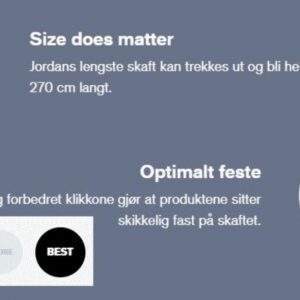 Size does matter
Jordans lengste skaft kan trekkes ut og bli he
270 cm langt.
Optimalt feste
g forbedret klikkone gjør at produktene sitter
skikkelig fast på skaftet.
ORE BEST